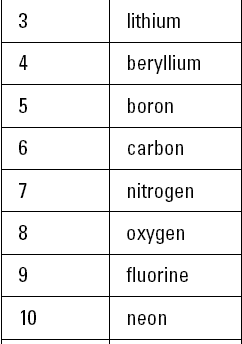 3 lithium
4 beryllium
5 boron
6 carbon
7 nitrogen
8 oxygen
9 fluorine
10 neon